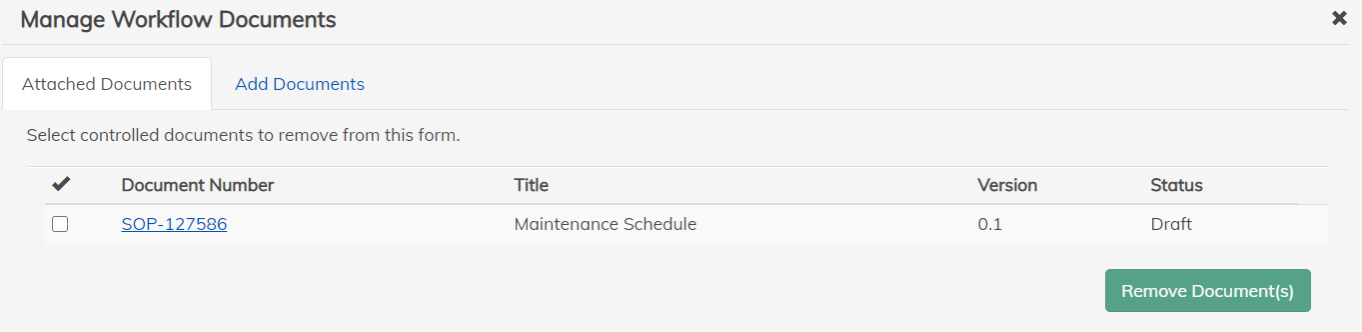 Manage Workflow Documents
Attached Documents Add Documents
Select controlled documents to remove from this form.
Document Number Title Version Status
SOP-127586 Maintenance Schedule 0.1 Draft
Remove Document(s)